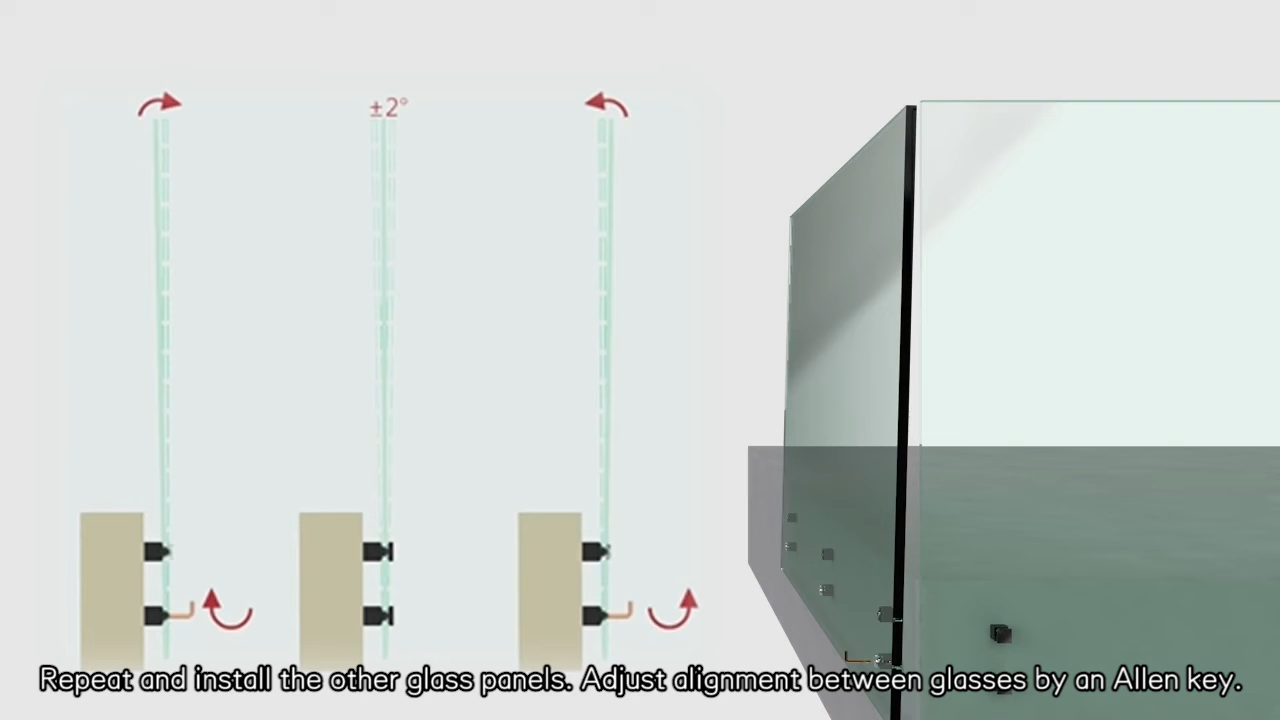 ±2°
Repeat and install the other glass panels. Adjust alignment between glasses by an Allen key.